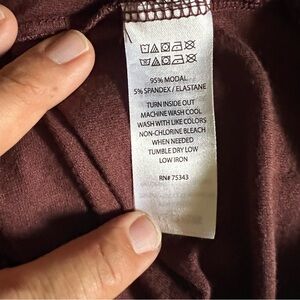 95% MODAL
5% SPANDEX / ELASTANE
TURN INSIDE OUT
MACHINE WASH COOL
WASH WITH LIKE COLORS
NON-CHLORINE BLEACH
WHEN NEEDED
TUMBLE DRY LOW
LOW IRON
RN# 75343